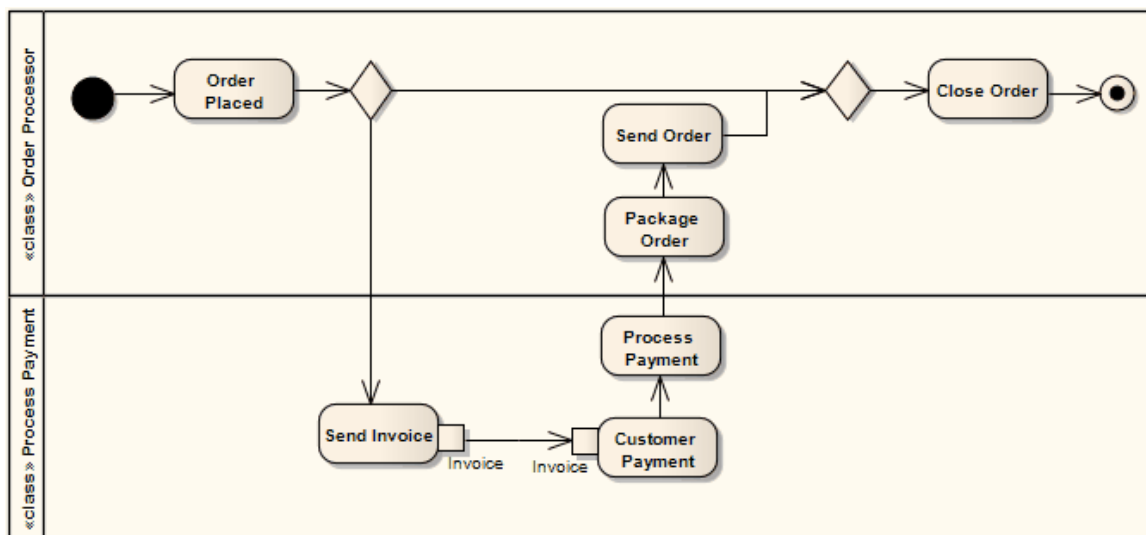 «class» Order Processor
Order
Placed
Close Order
Send Order
Package
Order
«class» Process Payment
Process
Payment
Send Invoice
Invoice
Invoice
Customer
Payment